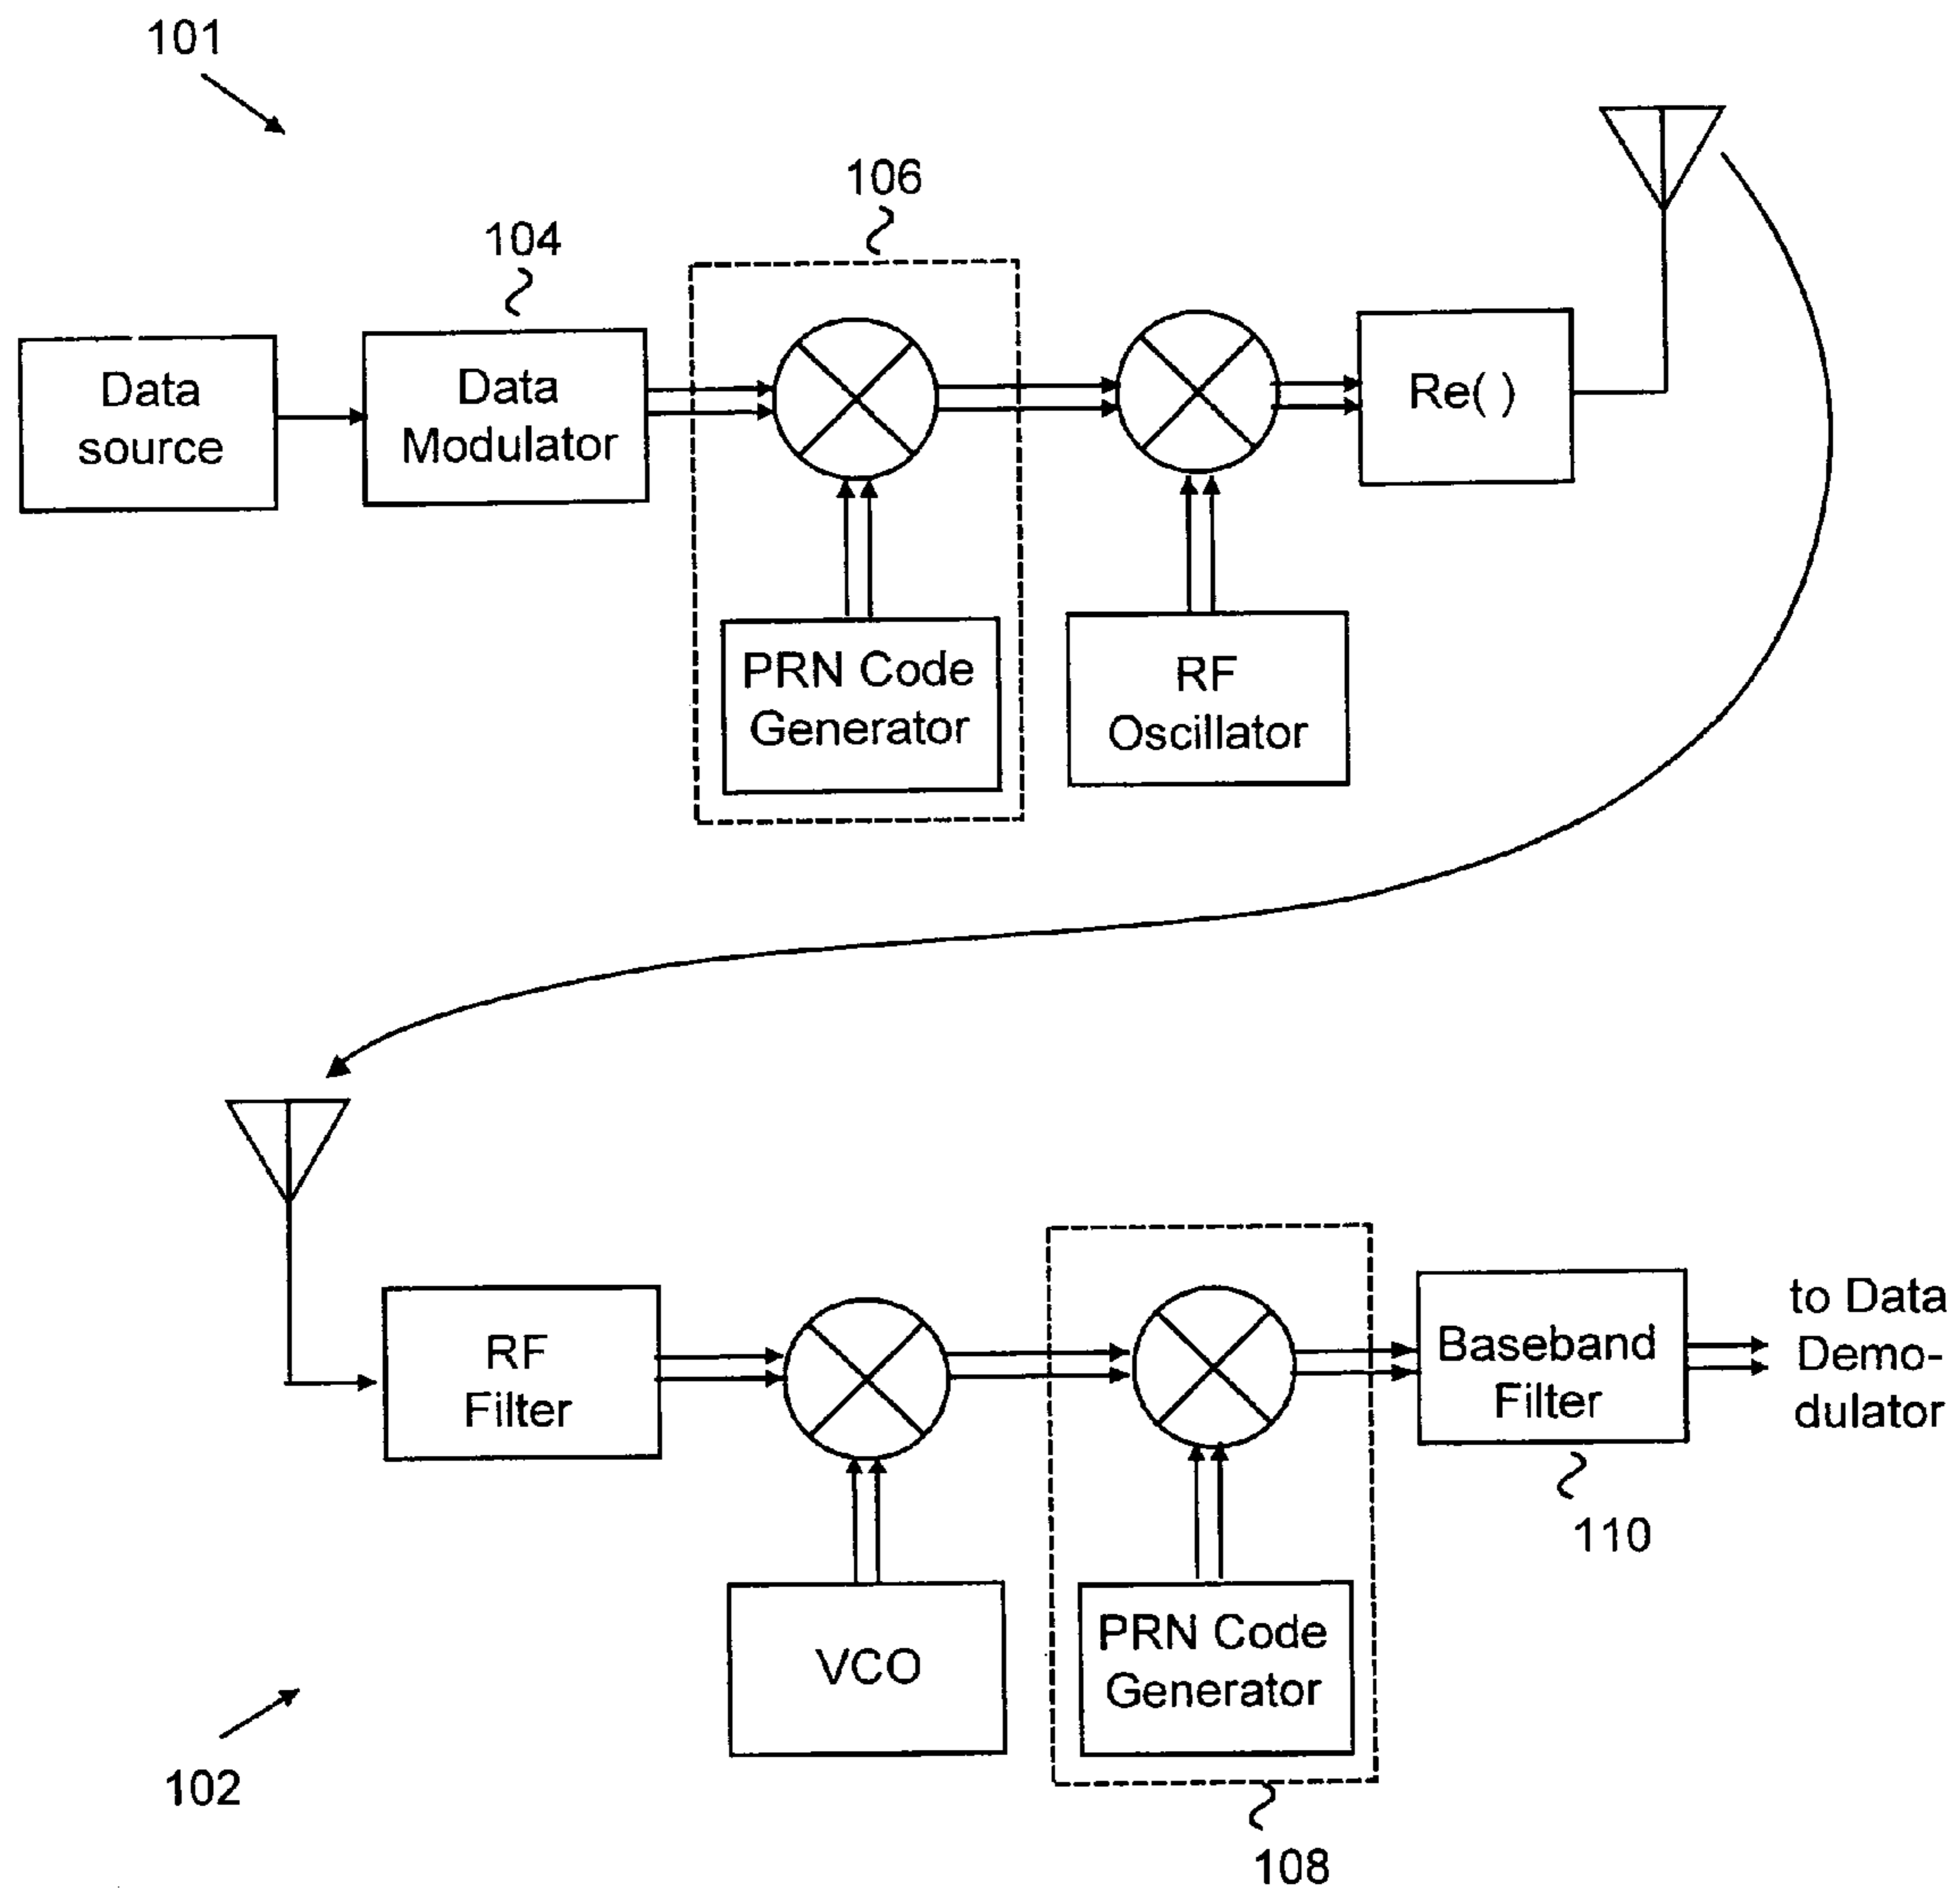 101
106
104
Data
source
Data
Modulator
Re( )
PRN Code
Generator
RF
Oscillator
RF
Filter
Baseband
Filter
to Data
Demo-
dulator
110
VCO
PRN Code
Generator
102
108